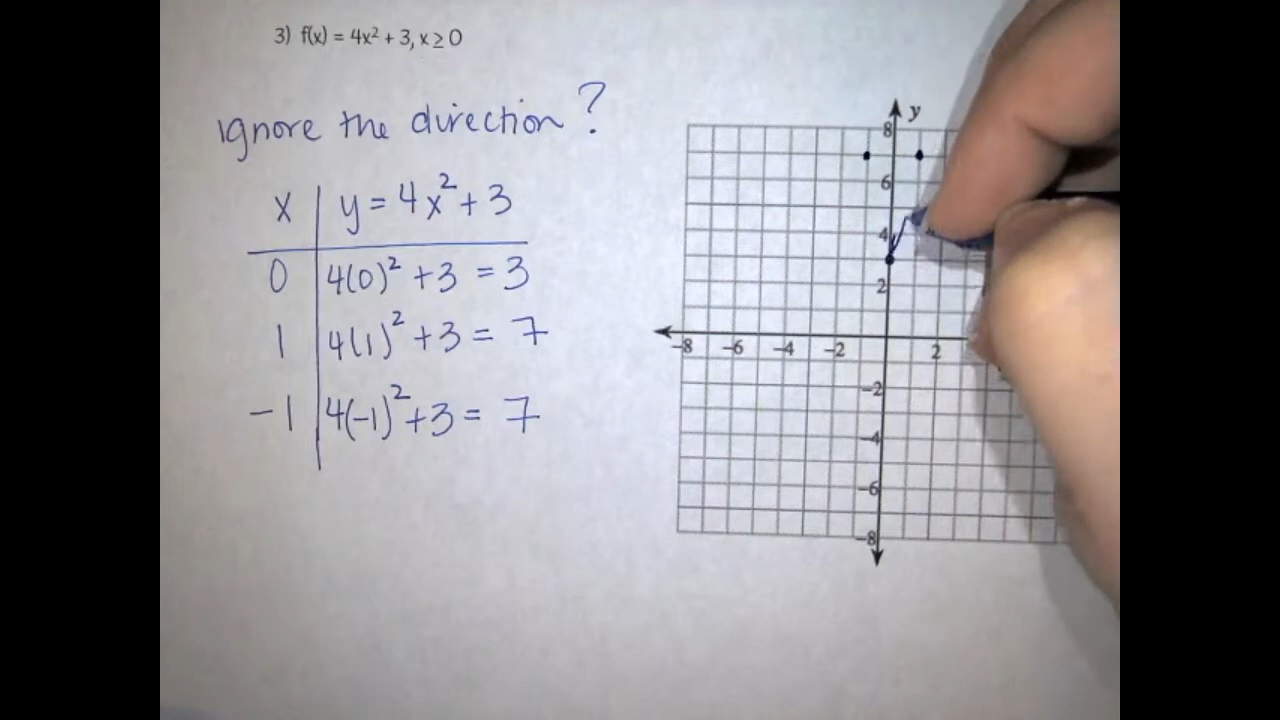 3) f(x) = 4x² + 3, x ≥ 0
ignore the direction ?
x | y = 4x² + 3
0 | 4(0)² + 3 = 3
1 | 4(1)² + 3 = 7
-1 | 4(-1)² + 3 = 7
y
8
6
4
2
-8 -6 -4 -2 2
-2
-4
-6
-8